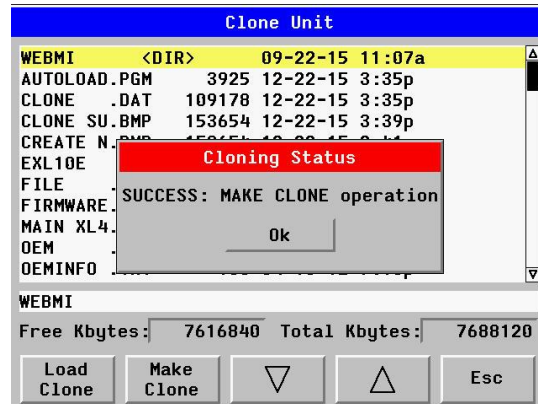 Clone Unit
WEBMI <DIR> 09-22-15 11:07a
AUTOLOAD.PGM 3925 12-22-15 3:35p
CLONE .DAT 109178 12-22-15 3:35p
CLONE SU.BMP 153654 12-22-15 3:39p
CREATE N.
EXL10E
FILE .
FIRMWARE.
MAIN XL4.
OEM
OEMINFO .
Cloning Status
SUCCESS: MAKE CLONE operation
Ok
WEBMI
Free Kbytes: 7616840 Total Kbytes: 7688120
Load Clone
Make Clone
Esc